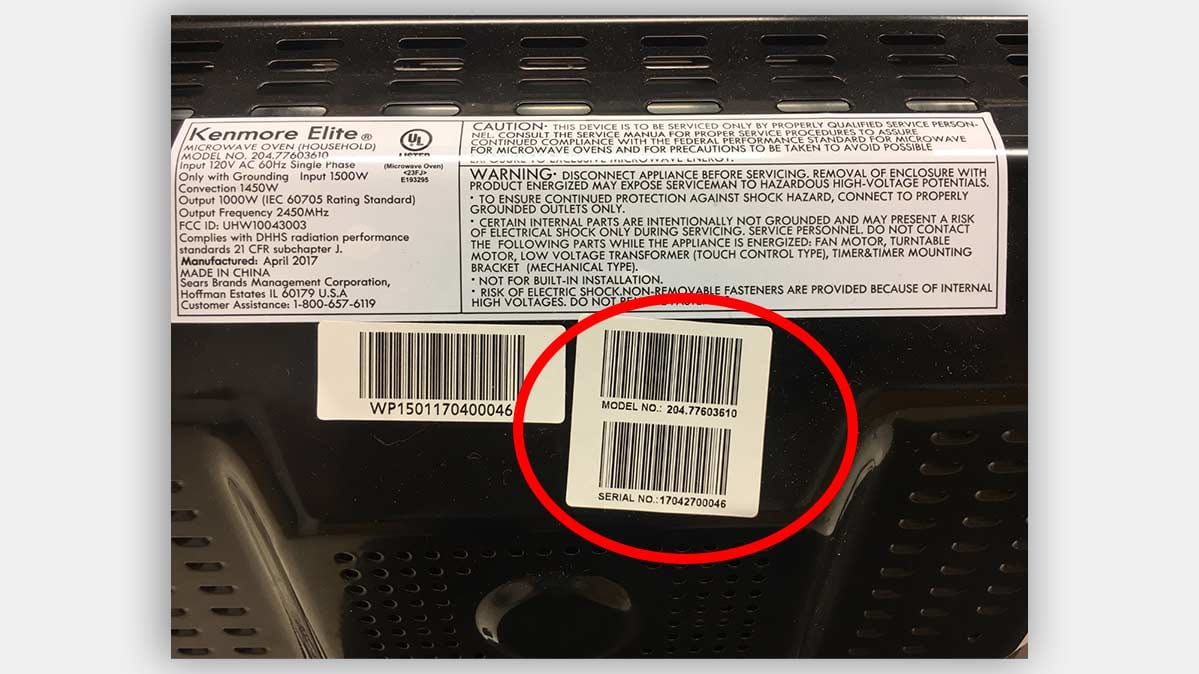 Kenmore Elite®
MICROWAVE OVEN (HOUSEHOLD)
MODEL NO. 204.77603610
Input 120V AC 60Hz Single Phase
Only with Grounding Input 1500W
Convection 1450W
Output 1000W (IEC 60705 Rating Standard)
Output Frequency 2450MHz
FCC ID: UHW10043003
Complies with DHHS radiation performance
standards 21 CFR subchapter J.
Manufactured: April 2017
MADE IN CHINA
Sears Brands Management Corporation,
Hoffman Estates IL 60179 U.S.A
Customer Assistance: 1-800-657-6119
UL
LISTED
(Microwave Oven)
<23FJ>
E193295
CAUTION· THIS DEVICE IS TO BE SERVICED ONLY BY PROPERLY QUALIFIED SERVICE PERSON-
NEL. CONSULT THE SERVICE MANUA FOR PROPER SERVICE PROCEDURES TO ASSURE
CONTINUED COMPLIANCE WITH THE FEDERAL PERFORMANCE STANDARD FOR MICROWAVE
FOR MICROWAVE OVENS AND FOR PRECAUTIONS TO BE TAKEN TO AVOID POSSIBLE
EXPOSURE TO EXCESSIVE MICROWAVE ENERGY.
WARNING· DISCONNECT APPLIANCE BEFORE SERVICING. REMOVAL OF ENCLOSURE WITH
PRODUCT ENERGIZED MAY EXPOSE SERVICEMAN TO HAZARDOUS HIGH-VOLTAGE POTENTIALS.
· TO ENSURE CONTINUED PROTECTION AGAINST SHOCK HAZARD, CONNECT TO PROPERLY
GROUNDED OUTLETS ONLY.
· CERTAIN INTERNAL PARTS ARE INTENTIONALLY NOT GROUNDED AND MAY PRESENT A RISK
OF ELECTRICAL SHOCK ONLY DURING SERVICING. SERVICE PERSONNEL. DO NOT CONTACT
THE FOLLOWING PARTS WHILE THE APPLIANCE IS ENERGIZED: FAN MOTOR, TURNTABLE
MOTOR, LOW VOLTAGE TRANSFORMER (TOUCH CONTROL TYPE), TIMER&TIMER MOUNTING
BRACKET (MECHANICAL TYPE).
· NOT FOR BUILT-IN INSTALLATION.
· RISK OF ELECTRIC SHOCK.NON-REMOVABLE FASTENERS ARE PROVIDED BECAUSE OF INTERNAL
HIGH VOLTAGES. DO NOT
WP1501170400046
MODEL NO.: 204.77603610
SERIAL NO.:17042700046